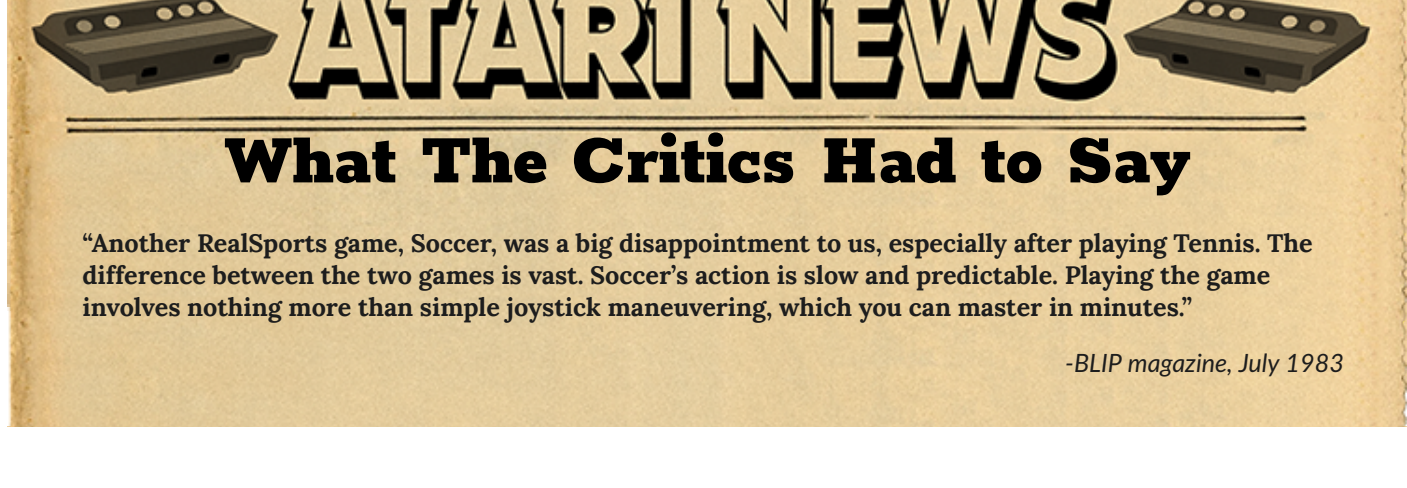 ATARI NEWS
What The Critics Had to Say
“Another RealSports game, Soccer, was a big disappointment to us, especially after playing Tennis. The
difference between the two games is vast. Soccer’s action is slow and predictable. Playing the game
involves nothing more than simple joystick maneuvering, which you can master in minutes.”
-BLIP magazine, July 1983